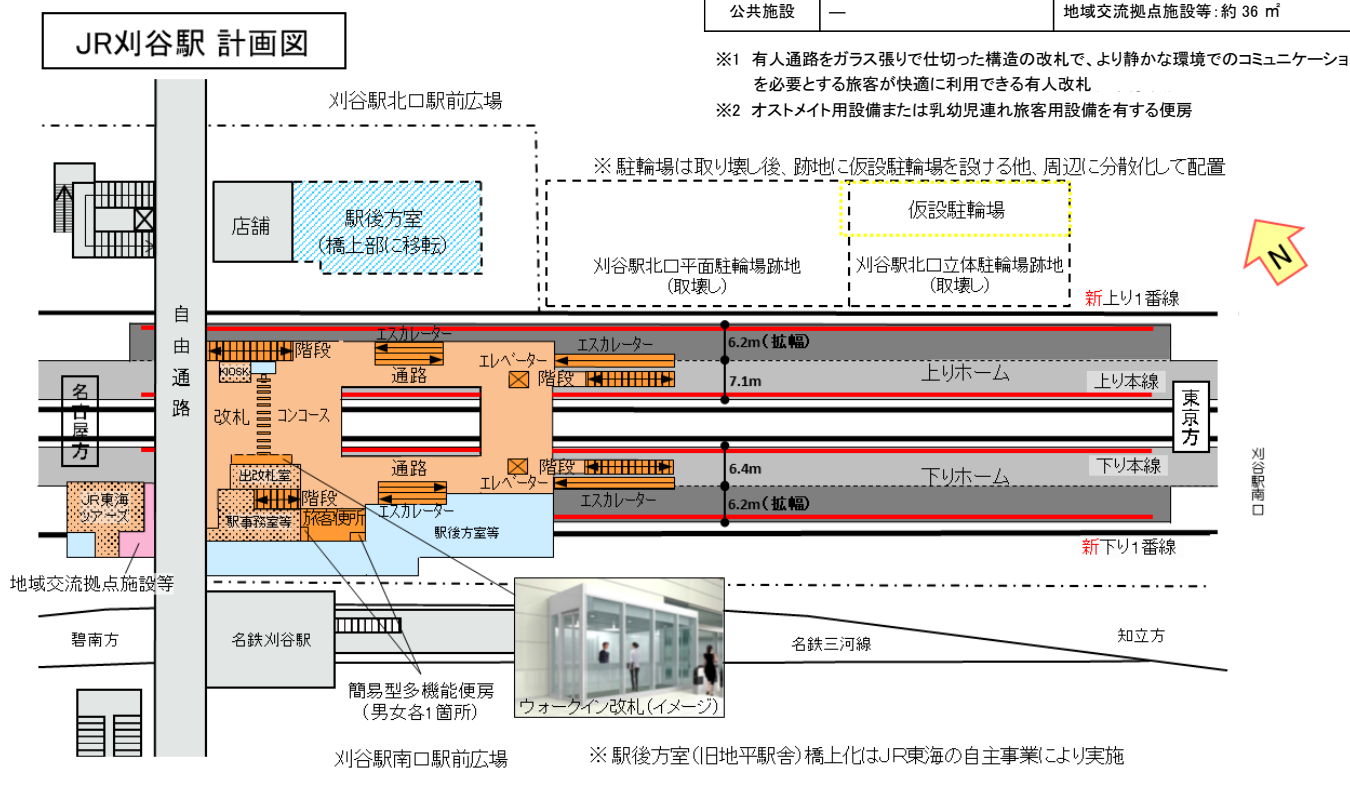 公共施設 ― 地域交流拠点施設等:約 36 ㎡
JR刈谷駅 計画図
※1 有人通路をガラス張りで仕切った構造の改札で、より静かな環境でのコミュニケーショ
を必要とする旅客が快適に利用できる有人改札
※2 オストメイト用設備または乳幼児連れ旅客用設備を有する便房
刈谷駅北口駅前広場
※ 駐輪場は取り壊し後、跡地に仮設駐輪場を設ける他、周辺に分散化して配置
店舗
駅後方室
(橋上部に移転)
仮設駐輪場
刈谷駅北口平面駐輪場跡地
(取壊し)
刈谷駅北口立体駐輪場跡地
(取壊し)
N
新上り1番線
自由通路
エスカレーター
階段
KIOSK
通路
エレベーター
エスカレーター
階段
6.2m(拡幅)
7.1m
上りホーム
上り本線
名古屋方
東京方
改札
コンコース
通路
エレベーター
階段
エスカレーター
6.4m
6.2m(拡幅)
下りホーム
下り本線
刈谷駅南口
出改札室
階段
エスカレーター
JR東海
ツアーズ
駅事務室等
旅客便所
駅後方室等
新下り1番線
地域交流拠点施設等
碧南方
名鉄刈谷駅
名鉄三河線
知立方
簡易型多機能便房
(男女各1箇所)
ウォークイン改札(イメージ)
刈谷駅南口駅前広場
※ 駅後方室(旧地平駅舎)橋上化はJR東海の自主事業により実施